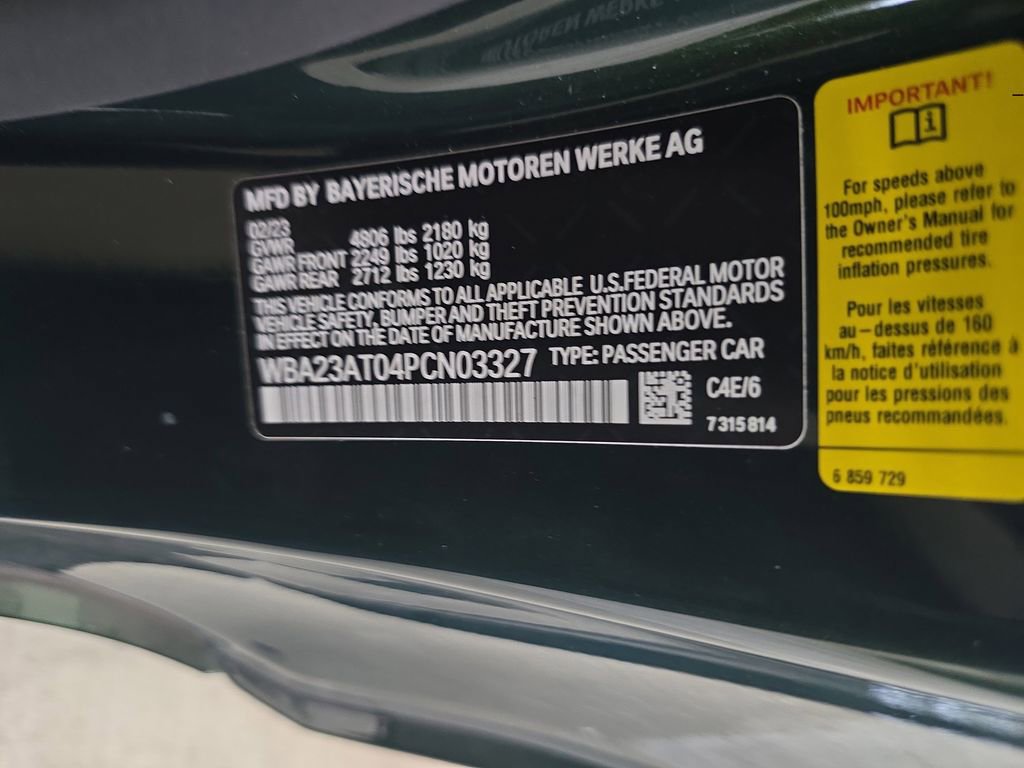 MFD BY BAYERISCHE MOTOREN WERKE AG
02/23
GVWR 4806 lbs 2180 kg
GAWR FRONT 2249 lbs 1020 kg
GAWR REAR 2712 lbs 1230 kg
THIS VEHICLE CONFORMS TO ALL APPLICABLE U.S.FEDERAL MOTOR
VEHICLE SAFETY, BUMPER AND THEFT PREVENTION STANDARDS
IN EFFECT ON THE DATE OF MANUFACTURE SHOWN ABOVE.
WBA23AT04PCN03327 TYPE: PASSENGER CAR
C4E/6
7315814
IMPORTANT!
i
For speeds above
100mph, please refer to
the Owner's Manual for
recommended tire
inflation pressures.
Pour les vitesses
au-dessus de 160
km/h, faites référence à
la notice d'utilisation
pour les pressions des
pneus recommandées.
6 859 729